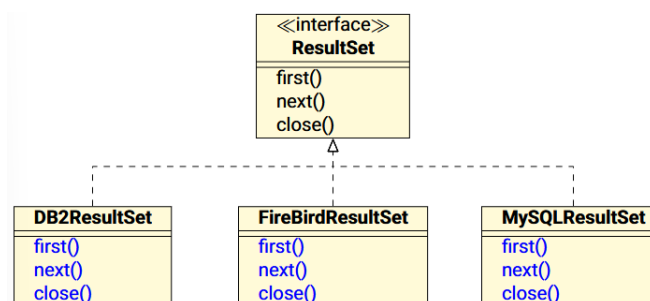 ≪interface≫
ResultSet
first()
next()
close()
DB2ResultSet
first()
next()
close()
FireBirdResultSet
first()
next()
close()
MySQLResultSet
first()
next()
close()